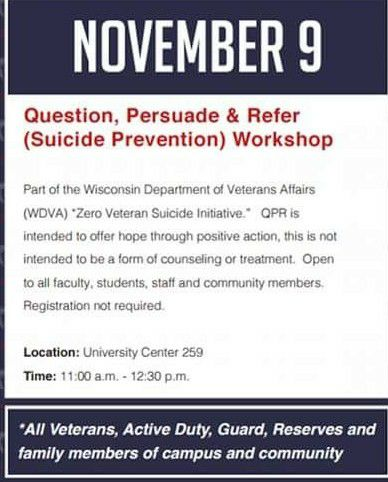 NOVEMBER 9
Question, Persuade & Refer
(Suicide Prevention) Workshop
Part of the Wisconsin Department of Veterans Affairs
(WDVA) "Zero Veteran Suicide Initiative." QPR is
intended to offer hope through positive action, this is not
intended to be a form of counseling or treatment. Open
to all faculty, students, staff and community members.
Registration not required.
Location: University Center 259
Time: 11:00 a.m. - 12:30 p.m.
*All Veterans, Active Duty, Guard, Reserves and
family members of campus and community